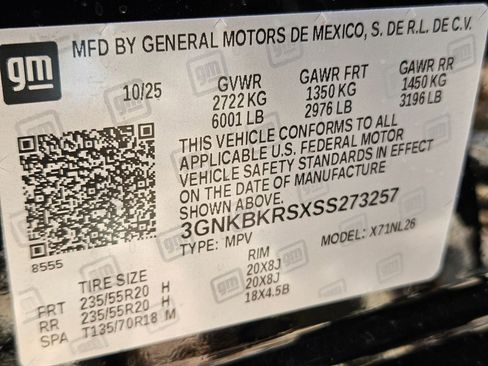 gm MFD BY GENERAL MOTORS DE MEXICO, S. DE R.L. DE C.V.
10/25 GVWR GAWR FRT GAWR RR
2722 KG 1350 KG 1450 KG
6001 LB 2976 LB 3196 LB
THIS VEHICLE CONFORMS TO ALL
APPLICABLE U.S. FEDERAL MOTOR
VEHICLE SAFETY STANDARDS IN EFFECT
ON THE DATE OF MANUFACTURE
SHOWN ABOVE.
3GNKBKRSXSS273257
TYPE: MPV MODEL: X71NL26
8555
TIRE SIZE RIM
FRT 235/55R20 H 20X8J
RR 235/55R20 H 20X8J
SPA T135/70R18 M 18X4.5B